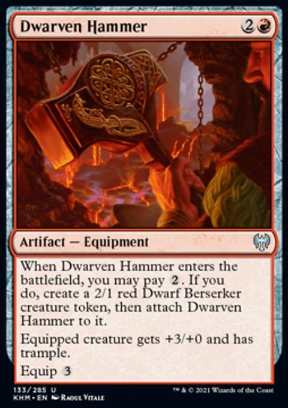 Dwarven Hammer 2
Artifact — Equipment
When Dwarven Hammer enters the
battlefield, you may pay 2. If you
do, create a 2/1 red Dwarf Berserker
creature token, then attach Dwarven
Hammer to it.
Equipped creature gets +3/+0 and has
trample.
Equip 3
133/285 U
KHM • EN Raoul Vitale
™ & © 2021 Wizards of the Coast